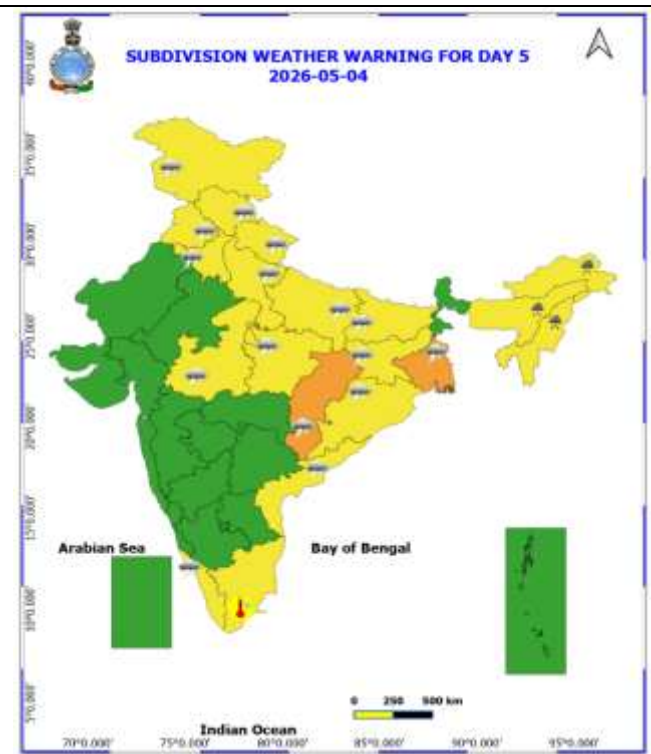 SUBDIVISION WEATHER WARNING FOR DAY 5
2026-05-04
Arabian Sea
Bay of Bengal
0 250 500 km
Indian Ocean
70°0.000' 75°0.000' 80°0.000' 85°0.000' 90°0.000' 95°0.000'